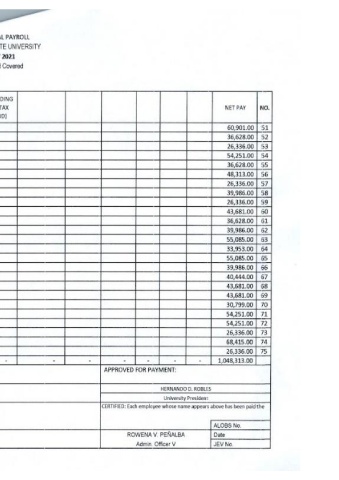 AL PAYROLL
TE UNIVERSITY
2021
d Covered
DING
TAX
NET PAY NO.
60,901.00 51
36,628.00 52
26,336.00 53
54,251.00 54
36,628.00 55
48,313.00 56
26,336.00 57
39,986.00 58
26,336.00 59
43,681.00 60
36,628.00 61
39,986.00 62
55,085.00 63
33,953.00 64
55,085.00 65
39,986.00 66
40,444.00 67
43,681.00 68
43,681.00 69
30,799.00 70
54,251.00 71
54,251.00 72
26,336.00 73
68,415.00 74
26,336.00 75
- - - - - - 1,048,313.00
APPROVED FOR PAYMENT:
HERNANDO D. ROBLES
University President
CERTIFIED: Each employee whose name appears above has been paid the
ALOBS No.
ROWENA V. PEÑALBA Date
Admin. Officer V JEV No.